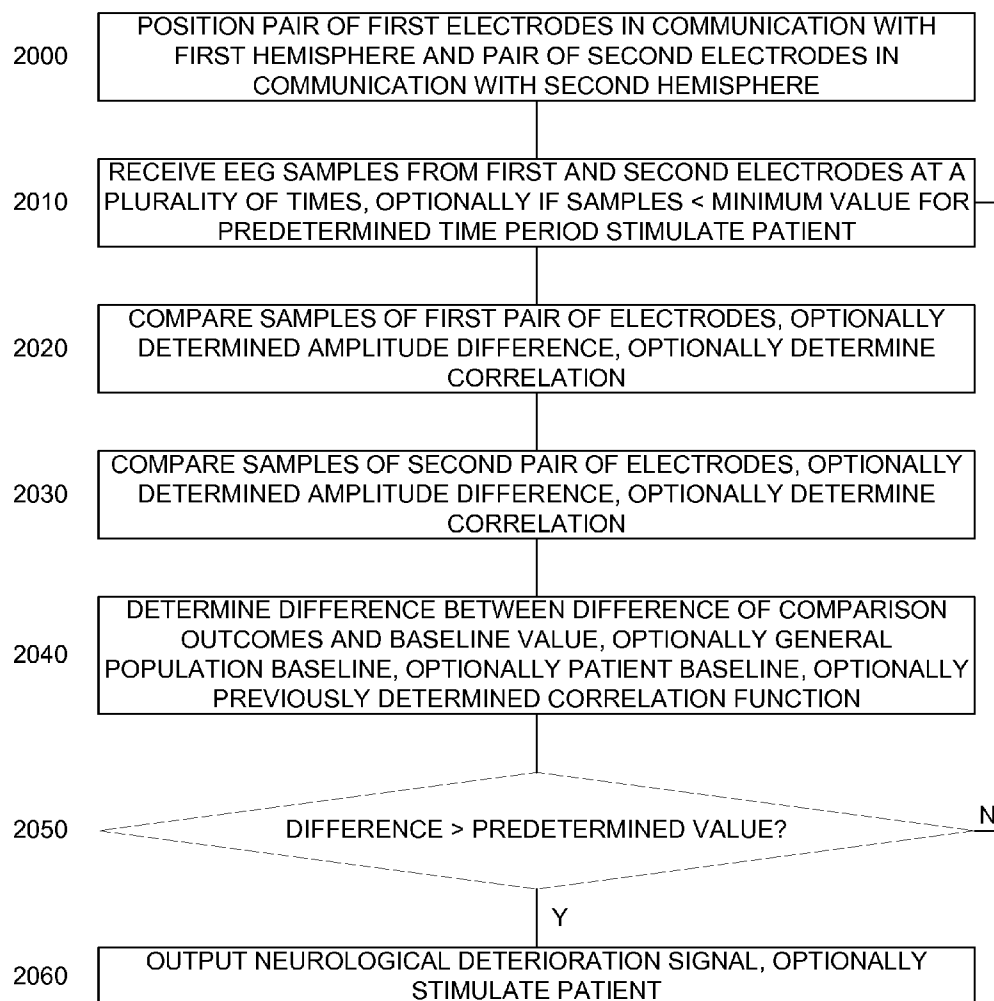 2000
POSITION PAIR OF FIRST ELECTRODES IN COMMUNICATION WITH
FIRST HEMISPHERE AND PAIR OF SECOND ELECTRODES IN
COMMUNICATION WITH SECOND HEMISPHERE
2010
RECEIVE EEG SAMPLES FROM FIRST AND SECOND ELECTRODES AT A
PLURALITY OF TIMES, OPTIONALLY IF SAMPLES < MINIMUM VALUE FOR
PREDETERMINED TIME PERIOD STIMULATE PATIENT
2020
COMPARE SAMPLES OF FIRST PAIR OF ELECTRODES, OPTIONALLY
DETERMINED AMPLITUDE DIFFERENCE, OPTIONALLY DETERMINE
CORRELATION
2030
COMPARE SAMPLES OF SECOND PAIR OF ELECTRODES, OPTIONALLY
DETERMINED AMPLITUDE DIFFERENCE, OPTIONALLY DETERMINE
CORRELATION
2040
DETERMINE DIFFERENCE BETWEEN DIFFERENCE OF COMPARISON
OUTCOMES AND BASELINE VALUE, OPTIONALLY GENERAL
POPULATION BASELINE, OPTIONALLY PATIENT BASELINE, OPTIONALLY
PREVIOUSLY DETERMINED CORRELATION FUNCTION
2050
DIFFERENCE > PREDETERMINED VALUE?
N
Y
2060
OUTPUT NEUROLOGICAL DETERIORATION SIGNAL, OPTIONALLY
STIMULATE PATIENT